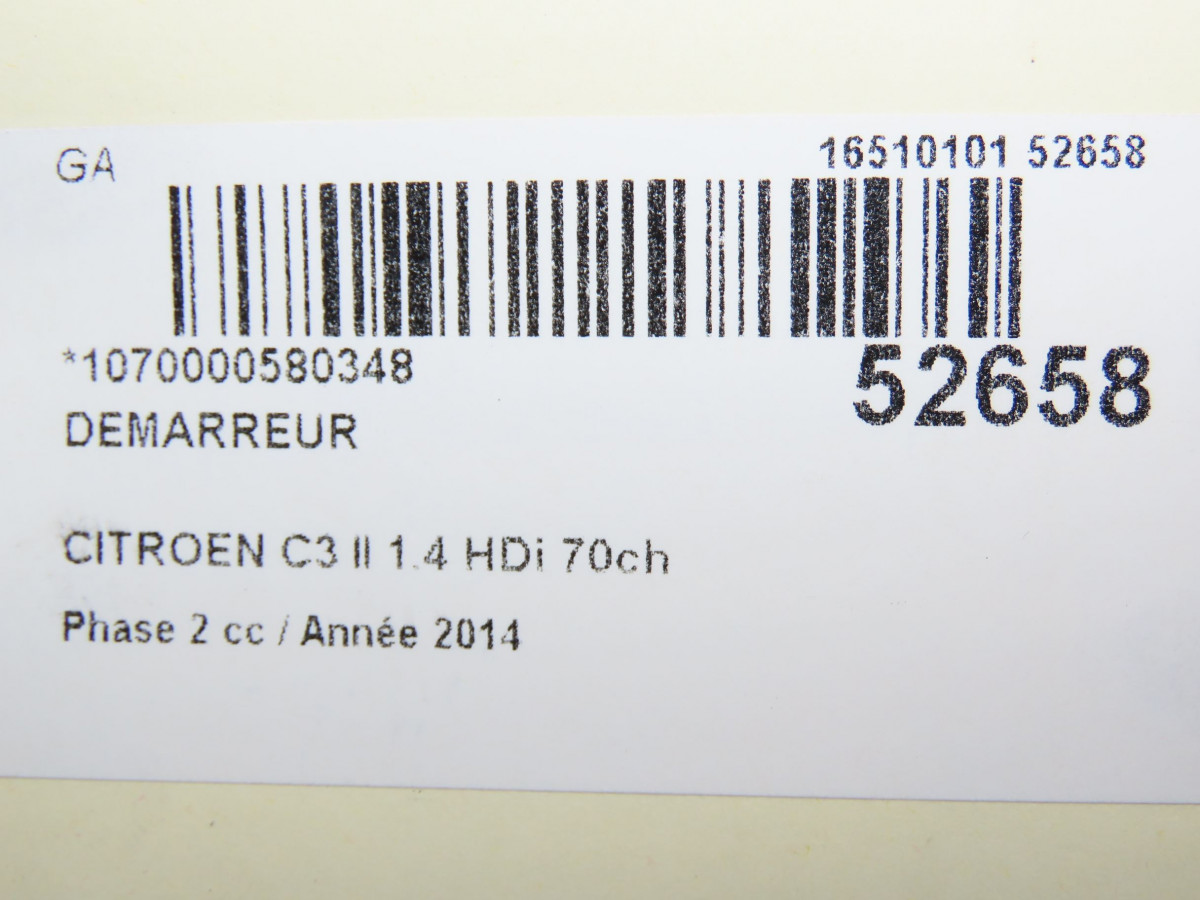 GA
16510101 52658
*1070000580348
52658
DEMARREUR
CITROEN C3 II 1.4 HDi 70ch
Phase 2 cc / Année 2014